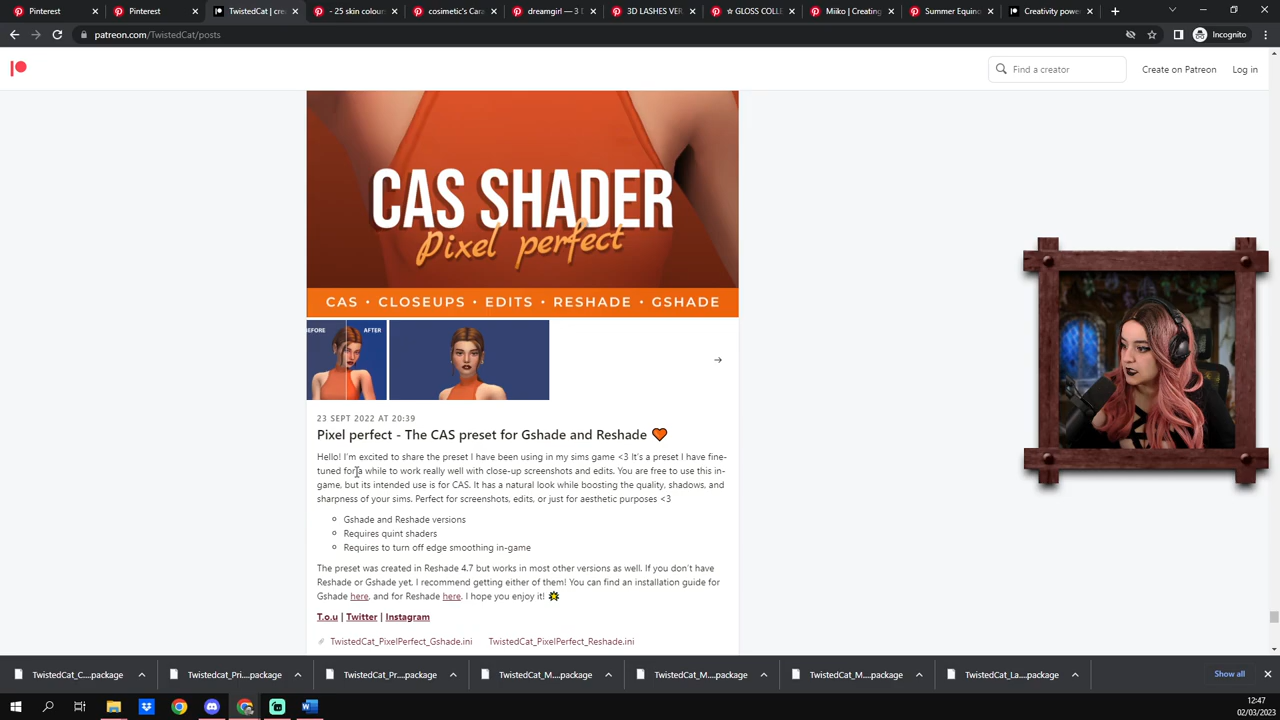 Pinterest
Pinterest
TwistedCat | cre
- 25 skin colour
cosmetic's Cara
dreamgirl — 3
3D LASHES VER
☆ GLOSS COLLE
Miko | Creating
Summer Equino
Creativity power
patreon.com/TwistedCat/posts
Incognito
Find a creator
Create on Patreon
Log in
CAS SHADER
Pixel perfect
CAS • CLOSEUPS • EDITS • RESHADE • GSHADE
EFORE
AFTER
23 SEPT 2022 AT 20:39
Pixel perfect - The CAS preset for Gshade and Reshade 🧡
Hello! I'm excited to share the preset I have been using in my sims game <3 It's a preset I have fine-
tuned for a while to work really well with close-up screenshots and edits. You are free to use this in-
game, but its intended use is for CAS. It has a natural look while boosting the quality, shadows, and
sharpness of your sims. Perfect for screenshots, edits, or just for aesthetic purposes <3
Gshade and Reshade versions
Requires quint shaders
Requires to turn off edge smoothing in-game
The preset was created in Reshade 4.7 but works in most other versions as well. If you don't have
Reshade or Gshade yet, I recommend getting either of them! You can find an installation guide for
Gshade here, and for Reshade here. I hope you enjoy it!
T.o.u | Twitter | Instagram
TwistedCat_PixelPerfect_Gshade.ini
TwistedCat_PixelPerfect_Reshade.ini
TwistedCat_C....package
Twistedcat_Pri....package
TwistedCat_Pr....package
TwistedCat_M....package
TwistedCat_M....package
TwistedCat_M....package
TwistedCat_La....package
Show all
12:47
02/03/2023